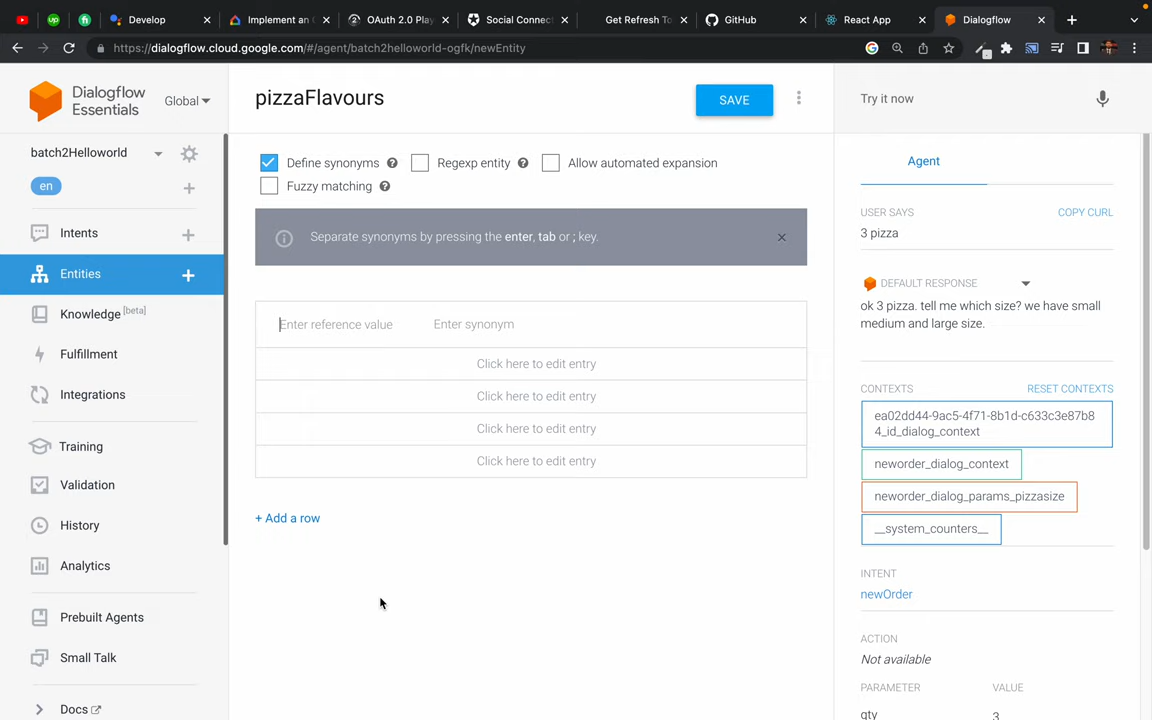 Develop
Implement an
OAuth 2.0 Play
Social Connect
Get Refresh To
GitHub
React App
Dialogflow
https://dialogflow.cloud.google.com/#/agent/batch2helloworld-ogfk/newEntity
Dialogflow
Essentials
Global
batch2Helloworld
en
Intents
Entities
Knowledge [beta]
Fulfillment
Integrations
Training
Validation
History
Analytics
Prebuilt Agents
Small Talk
Docs
pizzaFlavours
SAVE
Define synonyms
Regexp entity
Allow automated expansion
Fuzzy matching
Separate synonyms by pressing the enter, tab or ; key.
Enter reference value
Enter synonym
Click here to edit entry
Click here to edit entry
Click here to edit entry
Click here to edit entry
+ Add a row
Try it now
Agent
USER SAYS
COPY CURL
3 pizza
DEFAULT RESPONSE
ok 3 pizza. tell me which size? we have small
medium and large size.
CONTEXTS
RESET CONTEXTS
ea02dd44-9ac5-4f71-8b1d-c633c3e87b8
4_id_dialog_context
neworder_dialog_context
neworder_dialog_params_pizzasize
__system_counters__
INTENT
newOrder
ACTION
Not available
PARAMETER
VALUE
qty
3